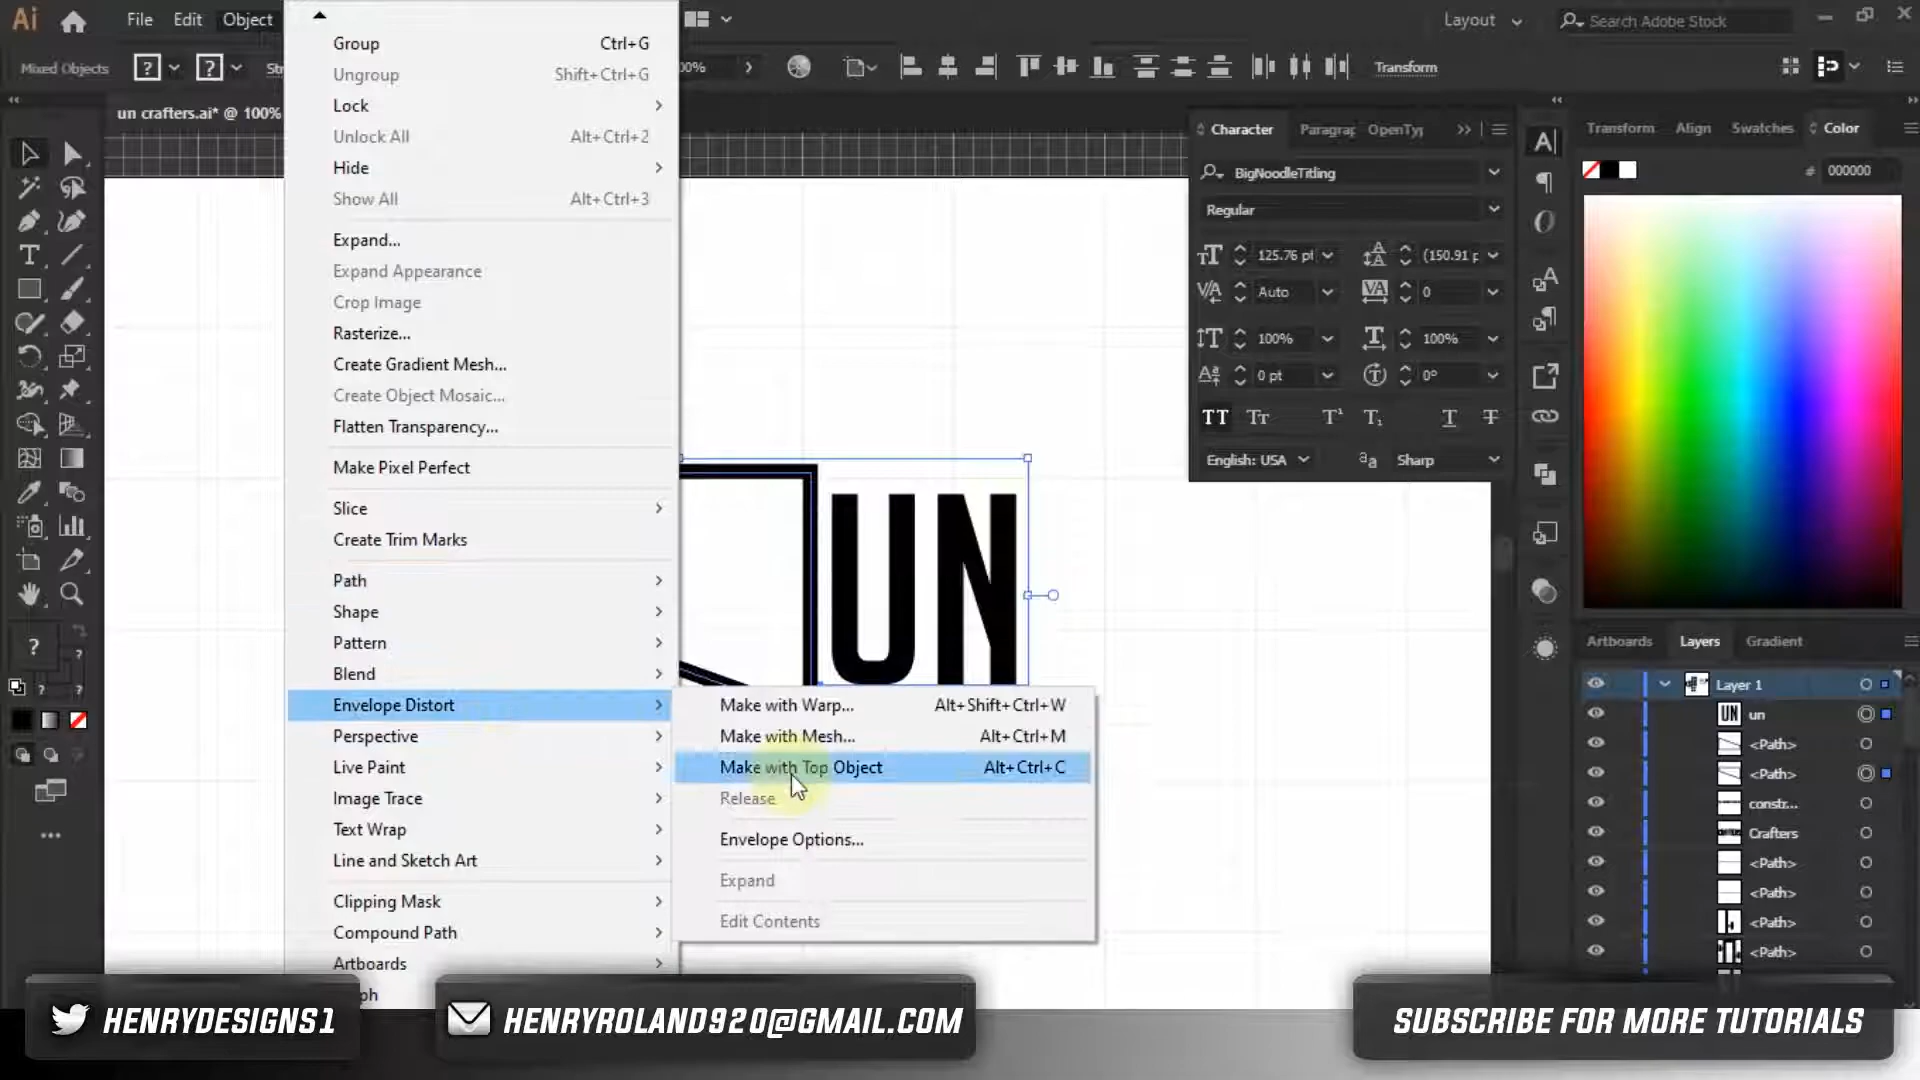 Ai File Edit Object Layout Search Adobe Stock
Mixed Objects ? ? 00% Transform
un crafters.ai* @ 100%
Group Ctrl+G
Ungroup Shift+Ctrl+G
Lock
Unlock All Alt+Ctrl+2
Hide
Show All Alt+Ctrl+3
Expand...
Expand Appearance
Crop Image
Rasterize...
Create Gradient Mesh...
Create Object Mosaic...
Flatten Transparency...
Make Pixel Perfect
Slice
Create Trim Marks
Path
Shape
Pattern
Blend
Envelope Distort
Perspective
Live Paint
Image Trace
Text Wrap
Line and Sketch Art
Clipping Mask
Compound Path
Artboards
Make with Warp... Alt+Shift+Ctrl+W
Make with Mesh... Alt+Ctrl+M
Make with Top Object Alt+Ctrl+C
Release
Envelope Options...
Expand
Edit Contents
UN
Character Paragrap OpenTyp
BigNoodleTitling
Regular
125.76 pt (150.91 p
Auto 0
100% 100%
0 pt 0°
English: USA Sharp
Transform Align Swatches Color
# 000000
Artboards Layers Gradient
Layer 1
UN un
<Path>
<Path>
constr...
Crafters
<Path>
<Path>
<Path>
<Path>
HENRYDESIGNS1
HENRYROLAND920@GMAIL.COM
SUBSCRIBE FOR MORE TUTORIALS